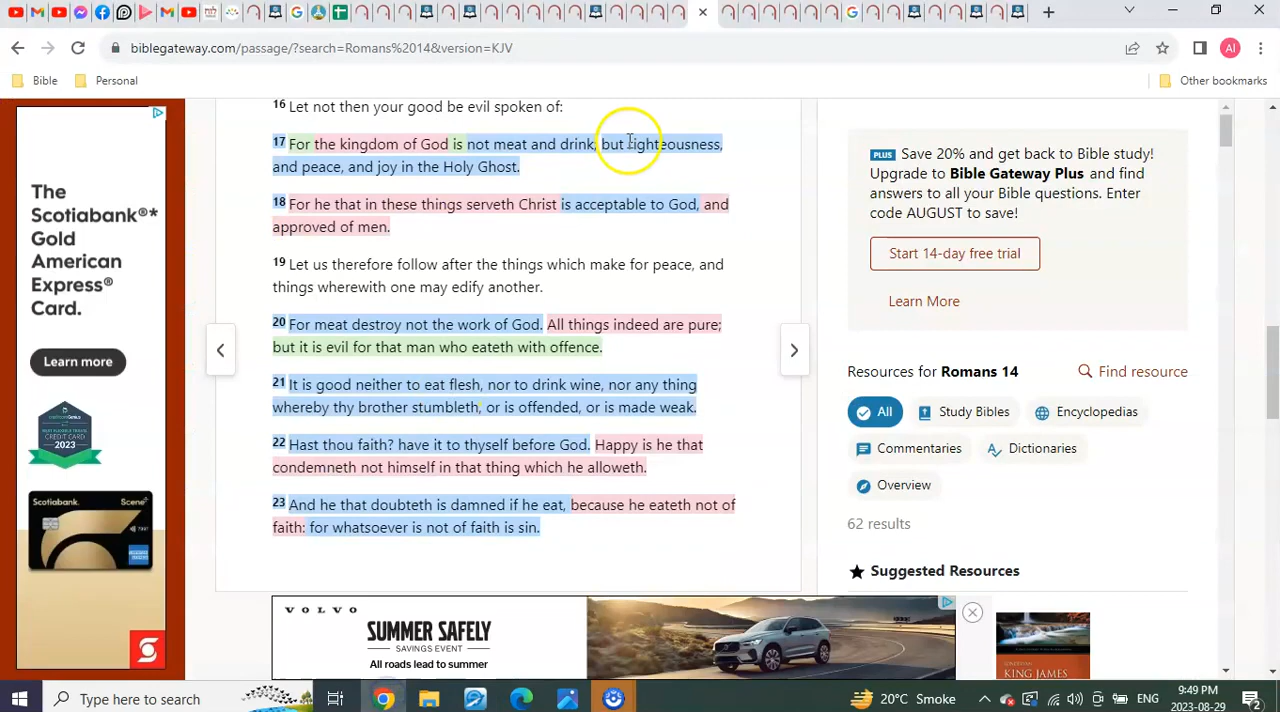 biblegateway.com/passage/?search=Romans%2014&version=KJV
AI
Bible
Personal
Other bookmarks
16 Let not then your good be evil spoken of:
17 For the kingdom of God is not meat and drink; but righteousness,
and peace, and joy in the Holy Ghost.
18 For he that in these things serveth Christ is acceptable to God, and
approved of men.
19 Let us therefore follow after the things which make for peace, and
things wherewith one may edify another.
20 For meat destroy not the work of God. All things indeed are pure;
but it is evil for that man who eateth with offence.
21 It is good neither to eat flesh, nor to drink wine, nor any thing
whereby thy brother stumbleth, or is offended, or is made weak.
22 Hast thou faith? have it to thyself before God. Happy is he that
condemneth not himself in that thing which he alloweth.
23 And he that doubteth is damned if he eat, because he eateth not of
faith: for whatsoever is not of faith is sin.
The
Scotiabank®*
Gold
American
Express®
Card.
Learn more
CREDIT CARD
2023
Scotiabank.
Scene+
PLUS Save 20% and get back to Bible study!
Upgrade to Bible Gateway Plus and find
answers to all your Bible questions. Enter
code AUGUST to save!
Start 14-day free trial
Learn More
Resources for Romans 14
Find resource
All
Study Bibles
Encyclopedias
Commentaries
Dictionaries
Overview
62 results
Suggested Resources
VOLVO
SUMMER SAFELY
SAVINGS EVENT
All roads lead to summer
KING JAMES
Type here to search
20°C Smoke
ENG
9:49 PM
2023-08-29
2